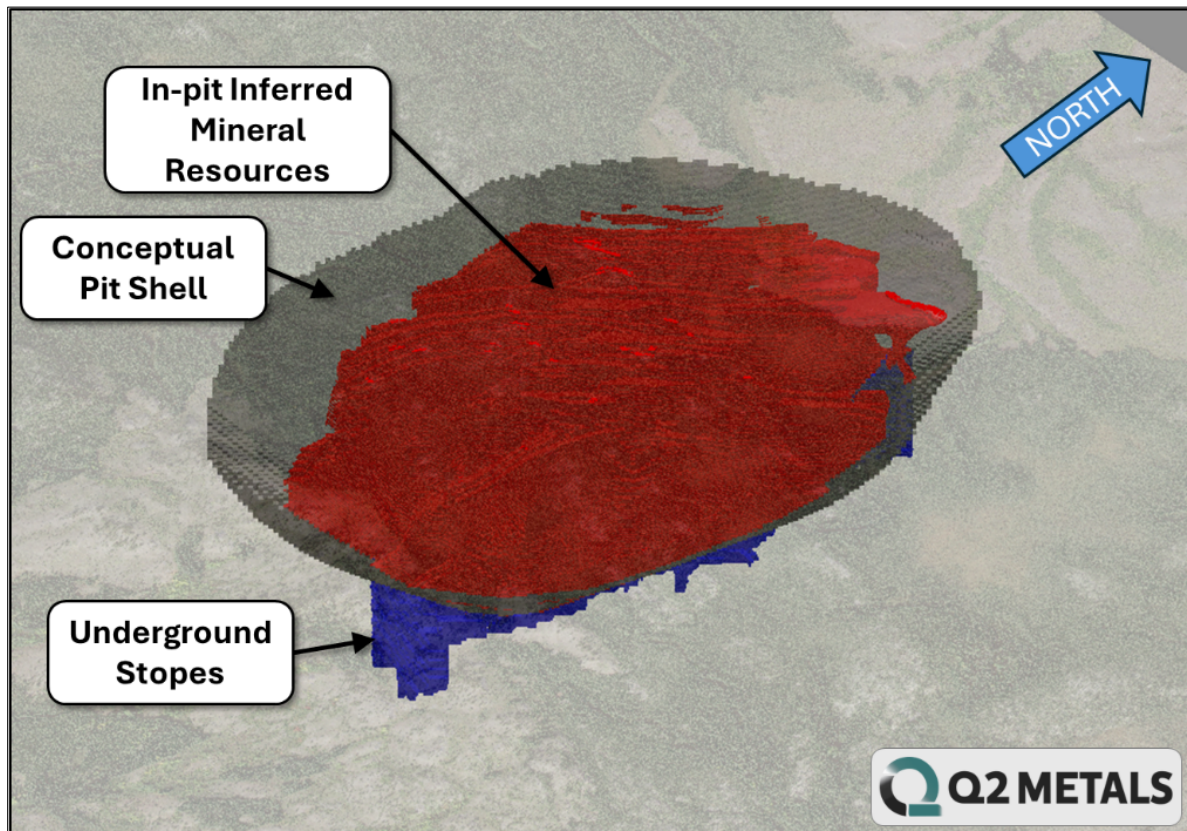 In-pit Inferred
Mineral
Resources
NORTH
Conceptual
Pit Shell
Underground
Stopes
Q2 METALS